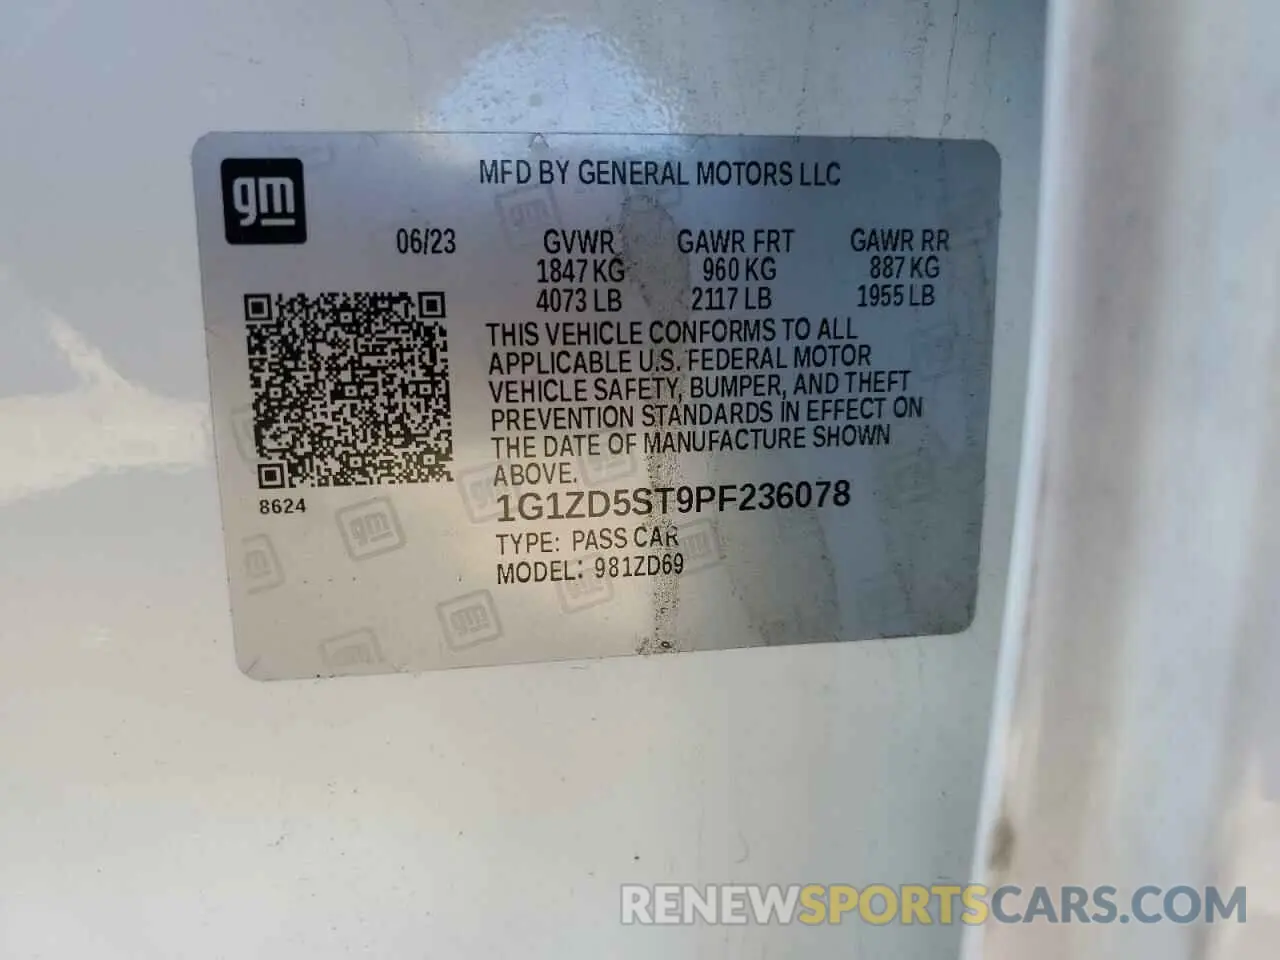 gm
MFD BY GENERAL MOTORS LLC
06/23 GVWR GAWR FRT GAWR RR
1847 KG 960 KG 887 KG
4073 LB 2117 LB 1955 LB
THIS VEHICLE CONFORMS TO ALL
APPLICABLE U.S. FEDERAL MOTOR
VEHICLE SAFETY, BUMPER, AND THEFT
PREVENTION STANDARDS IN EFFECT ON
THE DATE OF MANUFACTURE SHOWN
ABOVE.
8624
1G1ZD5ST9PF236078
TYPE: PASS CAR
MODEL: 981ZD69
RENEWSPORTSCARS.COM